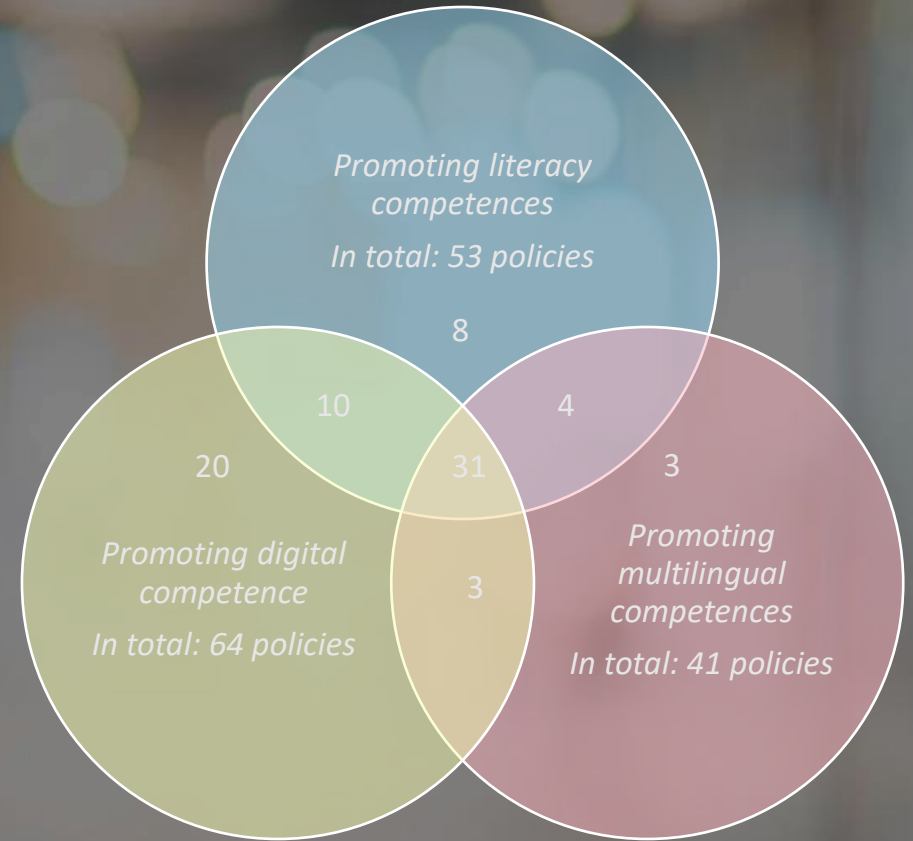 Promoting literacy
competences
In total: 53 policies
8
10
4
20
31
3
Promoting digital
competence
In total: 64 policies
3
Promoting
multilingual
competences
In total: 41 policies